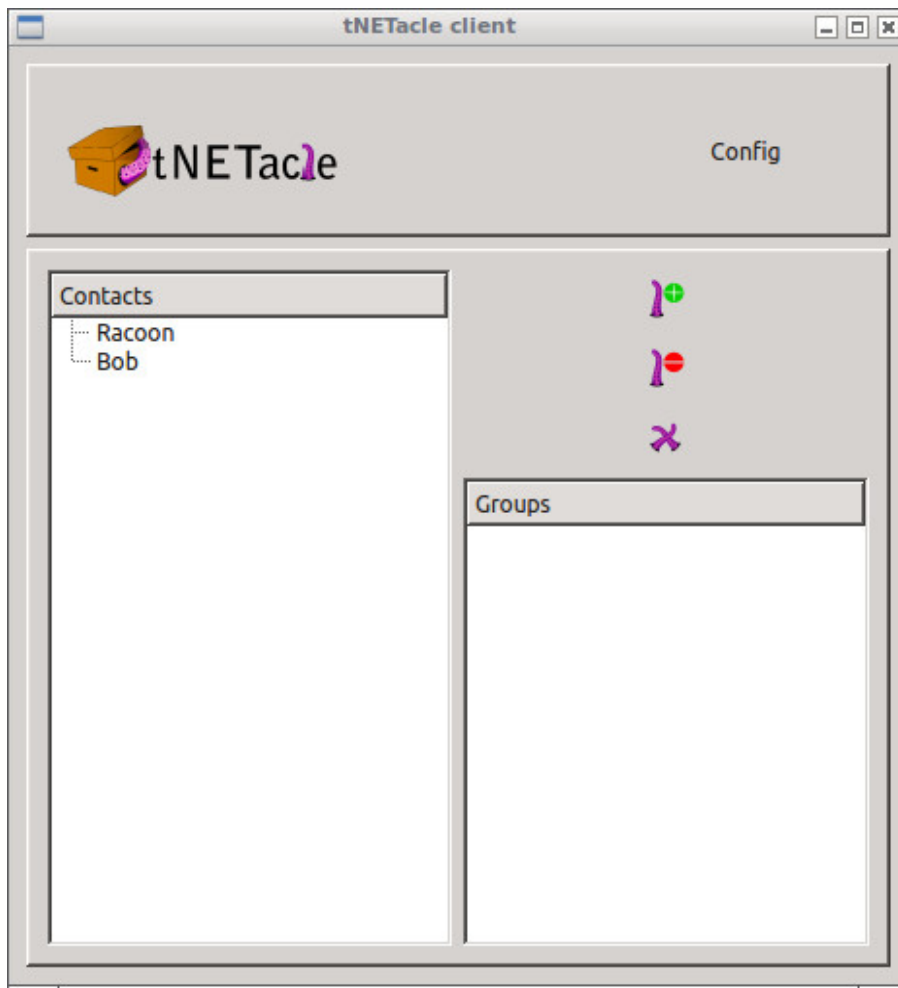 tNETacle client
tNETacle
Config
Contacts
Racoon
Bob
Groups